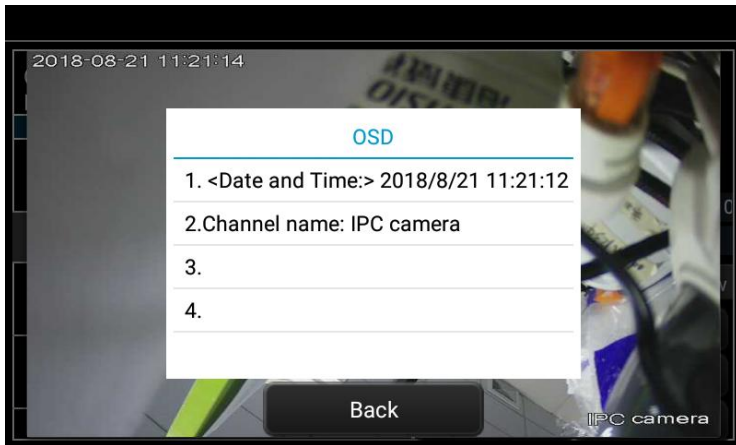 2018-08-21 11:21:14
OSD
1. <Date and Time:> 2018/8/21 11:21:12
2.Channel name: IPC camera
3.
4.
Back
IPC camera